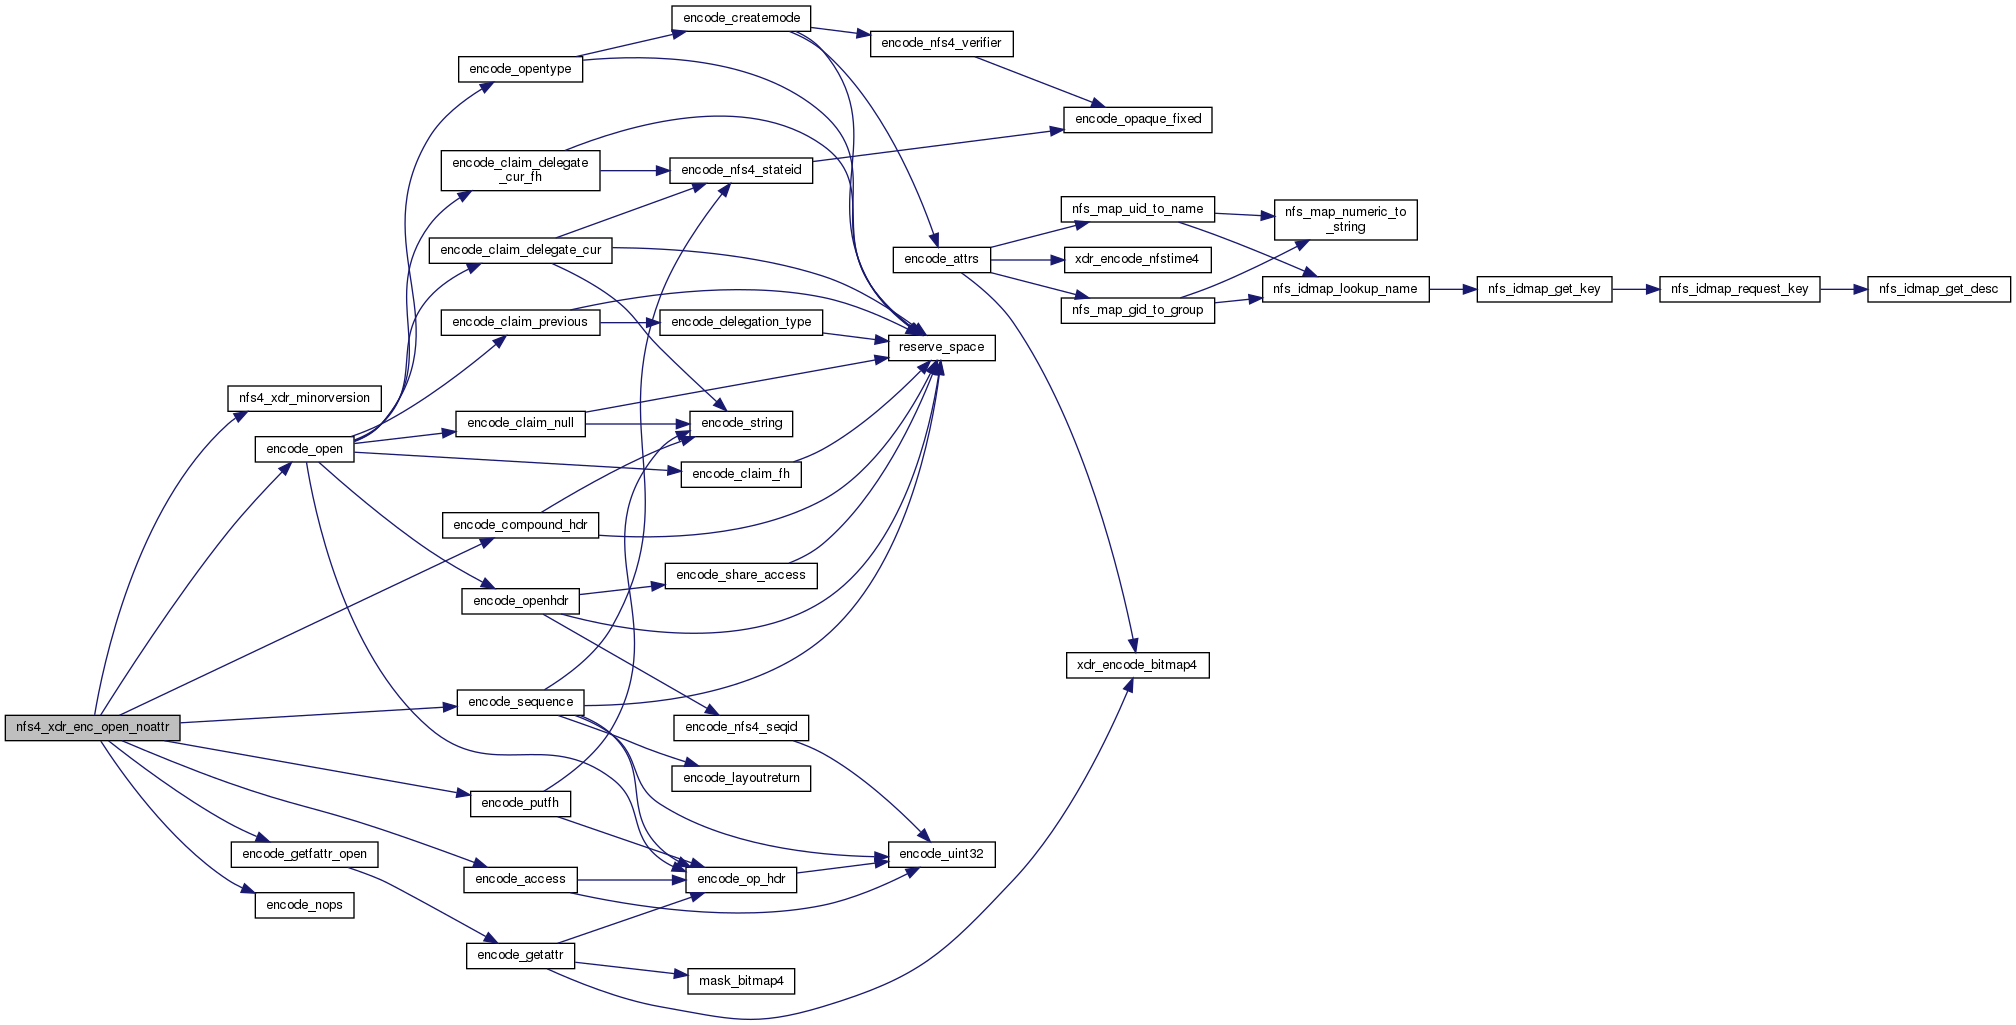 encode_createmode
encode_nfs4_verifier
encode_opentype
encode_opaque_fixed
encode_claim_delegate
_cur_fh
encode_nfs4_stateid
nfs_map_uid_to_name
nfs_map_numeric_to
_string
encode_claim_delegate_cur
encode_attrs
xdr_encode_nfstime4
nfs_idmap_lookup_name
nfs_idmap_get_key
nfs_idmap_request_key
nfs_idmap_get_desc
nfs_map_gid_to_group
encode_claim_previous
encode_delegation_type
reserve_space
nfs4_xdr_minorversion
encode_claim_null
encode_string
encode_open
encode_claim_fh
encode_compound_hdr
encode_share_access
encode_openhdr
xdr_encode_bitmap4
encode_sequence
nfs4_xdr_enc_open_noattr
encode_nfs4_seqid
encode_layoutreturn
encode_putfh
encode_getfattr_open
encode_uint32
encode_access
encode_op_hdr
encode_nops
encode_getattr
mask_bitmap4